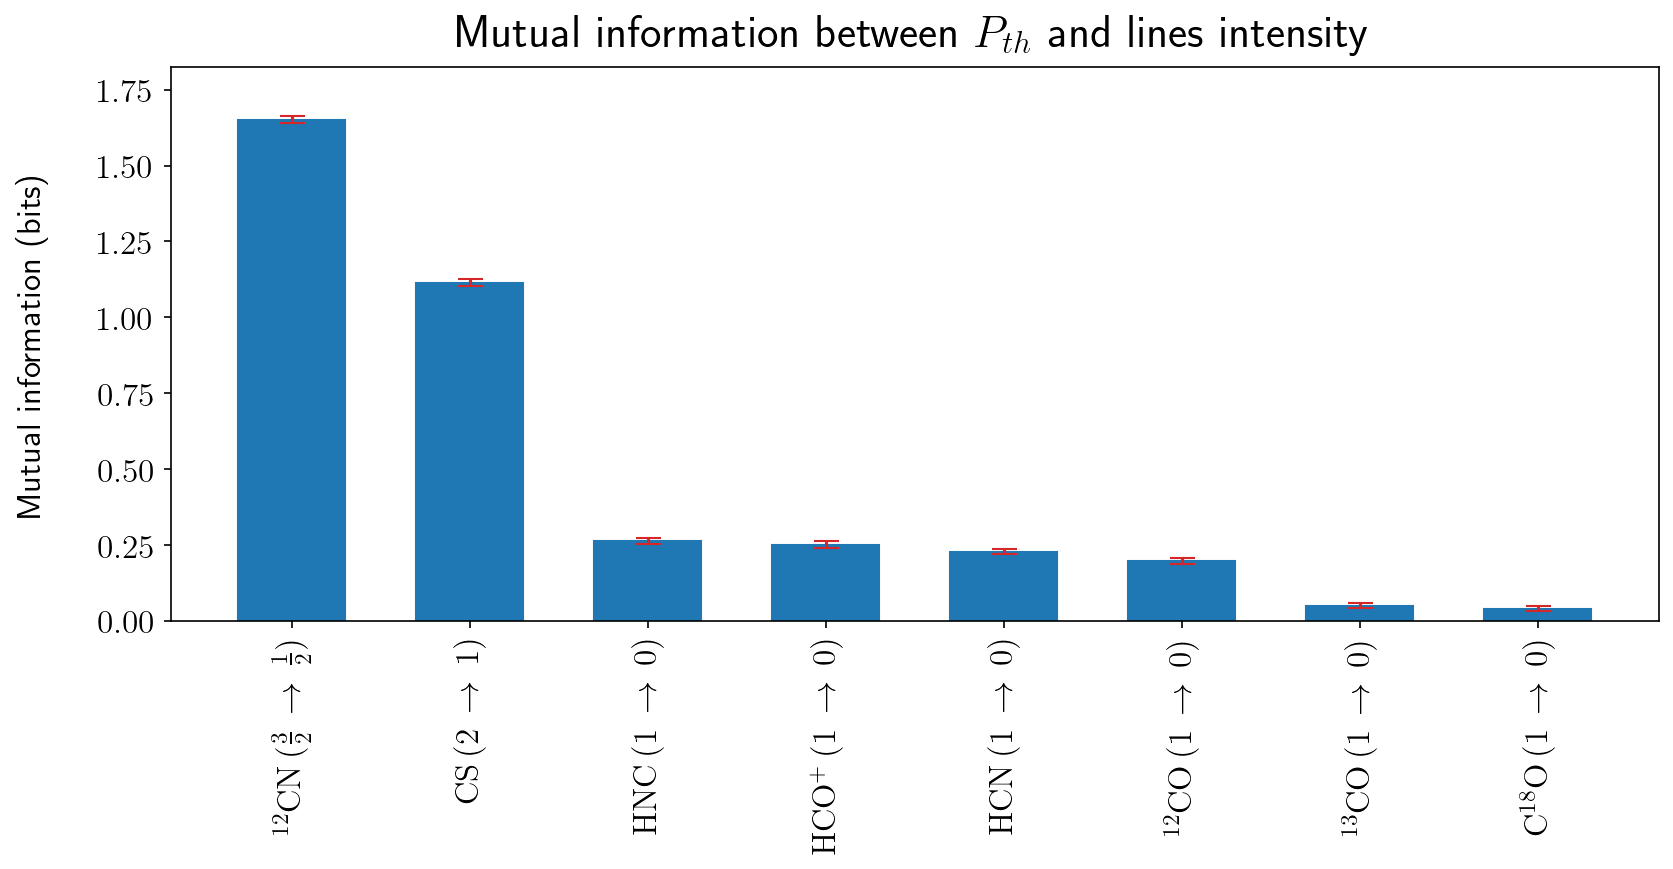 Mutual information between P_th and lines intensity
Mutual information (bits)
1.75
1.50
1.25
1.00
0.75
0.50
0.25
0.00
¹²CN (3/2 → 1/2)
CS (2 → 1)
HNC (1 → 0)
HCO⁺ (1 → 0)
HCN (1 → 0)
¹²CO (1 → 0)
¹³CO (1 → 0)
C¹⁸O (1 → 0)